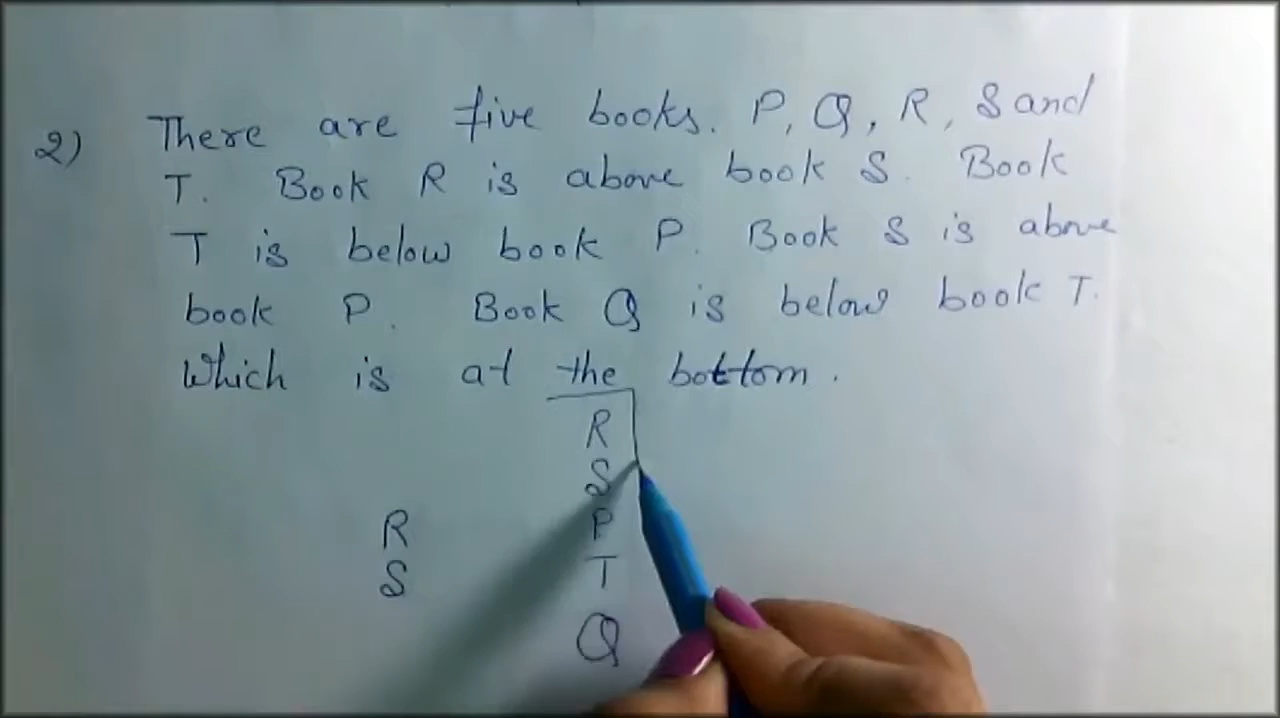 2) There are five books. P, Q, R, S and
T. Book R is above book S. Book
T is below book P. Book S is above
book P. Book Q is below book T.
Which is at the bottom.
R
S
R P
S T
Q